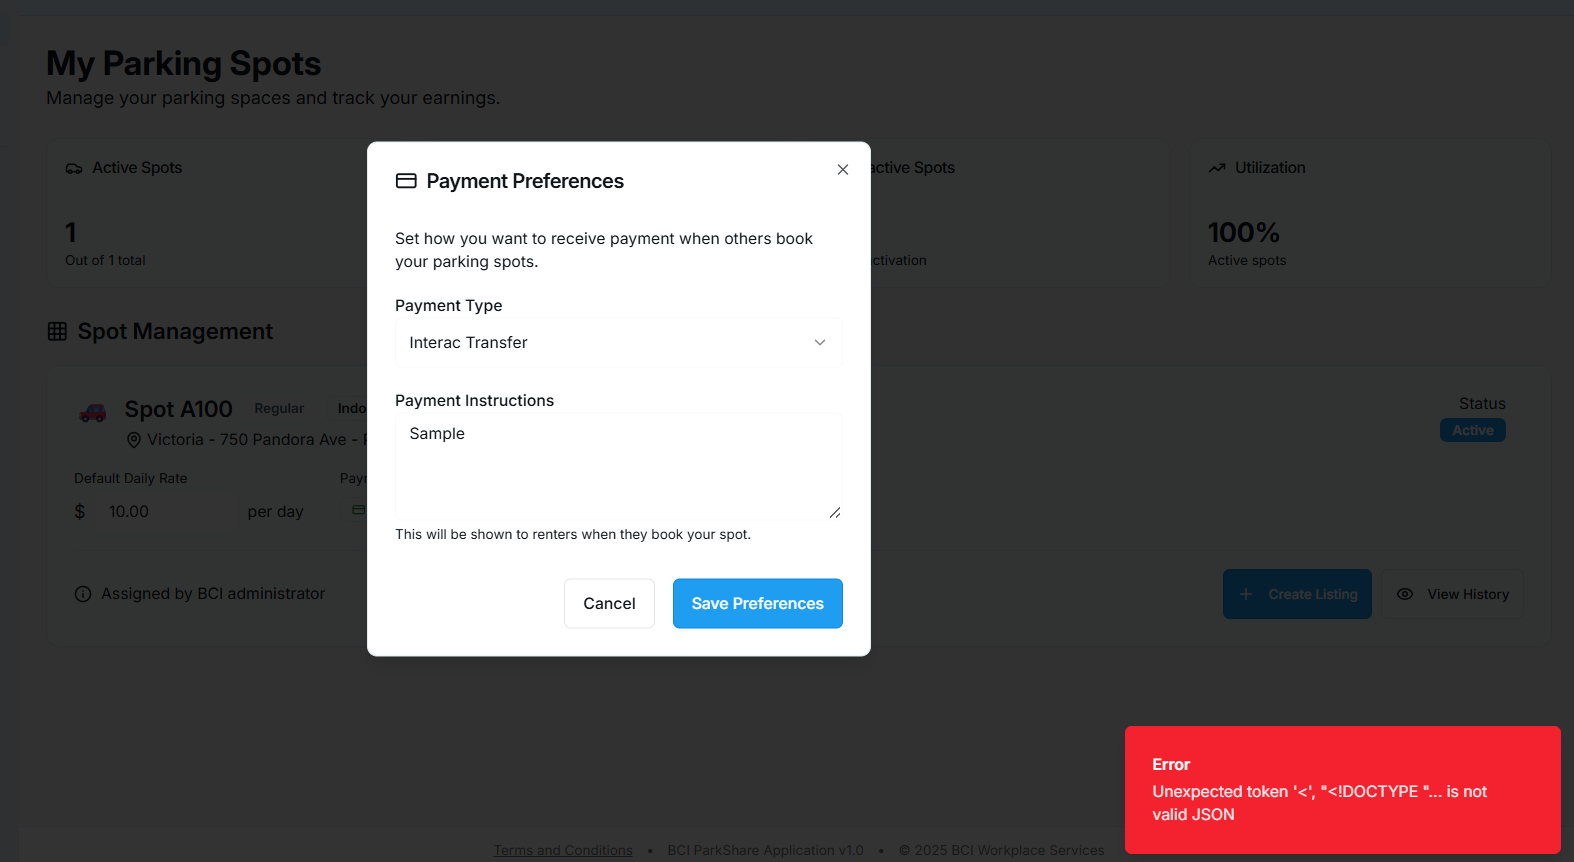 My Parking Spots
Manage your parking spaces and track your earnings.
Active Spots
1
Out of 1 total
active Spots
ctivation
Utilization
100%
Active spots
Spot Management
Spot A100 Regular Indo
Victoria - 750 Pandora Ave -
Default Daily Rate
$ 10.00 per day
Payr
Status
Active
Assigned by BCI administrator
Create Listing
View History
Payment Preferences
Set how you want to receive payment when others book
your parking spots.
Payment Type
Interac Transfer
Payment Instructions
Sample
This will be shown to renters when they book your spot.
Cancel
Save Preferences
Error
Unexpected token '<', "<!DOCTYPE "... is not
valid JSON
Terms and Conditions • BCI ParkShare Application v1.0 • © 2025 BCI Workplace Services